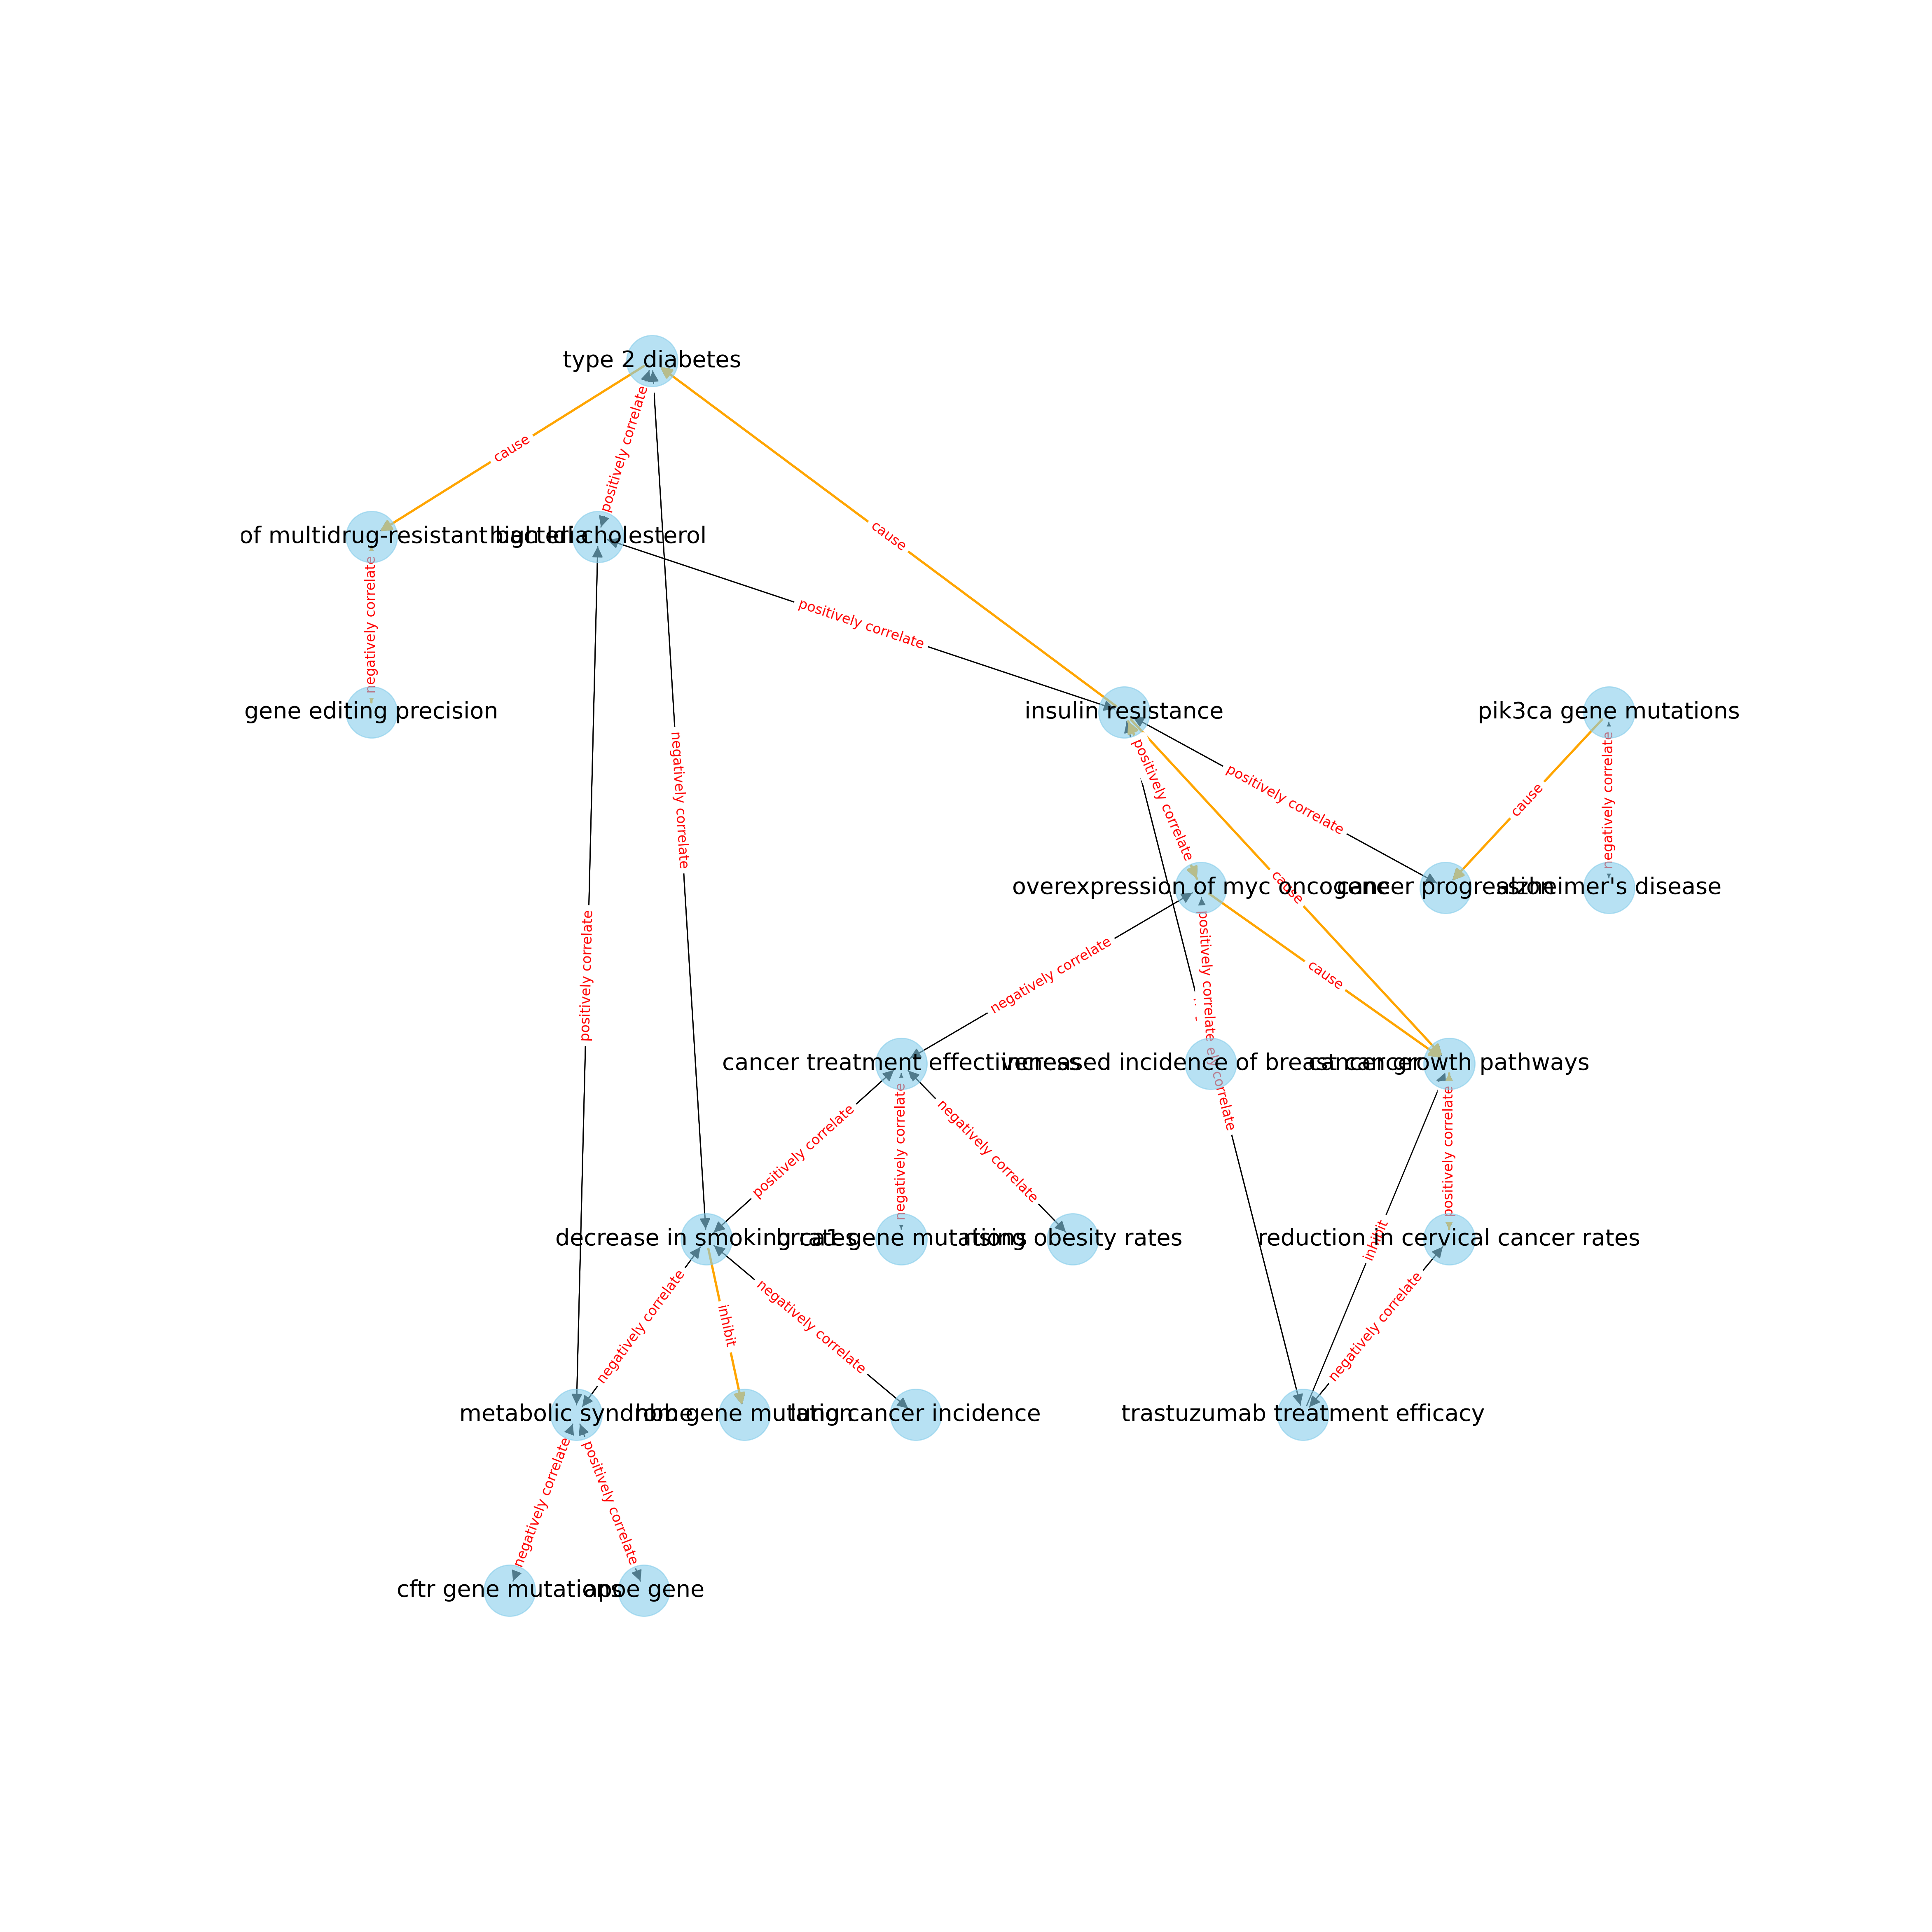 type 2 diabetes
positively correlate
cause
cause
of multidrug-resistant bacteria
high ldl cholesterol
negatively correlate
positively correlate
gene editing precision
insulin resistance
pik3ca gene mutations
negatively correlate
positively correlate
positively correlate
cause
negatively correlate
overexpression of myc oncogene
cancer progression
alzheimer's disease
cause
positively correlate
negatively correlate
positively correlate
cause
cancer treatment effectiveness
increased incidence of breast cancer
cancer growth pathways
correlate
positively correlate
negatively correlate
negatively correlate
positively correlate
decrease in smoking rates
brca1 gene mutations
rising obesity rates
reduction in cervical cancer rates
inhibit
negatively correlate
inhibit
negatively correlate
negatively correlate
metabolic syndrome
hbb gene mutation
lung cancer incidence
trastuzumab treatment efficacy
negatively correlate
positively correlate
cftr gene mutations
apoe gene